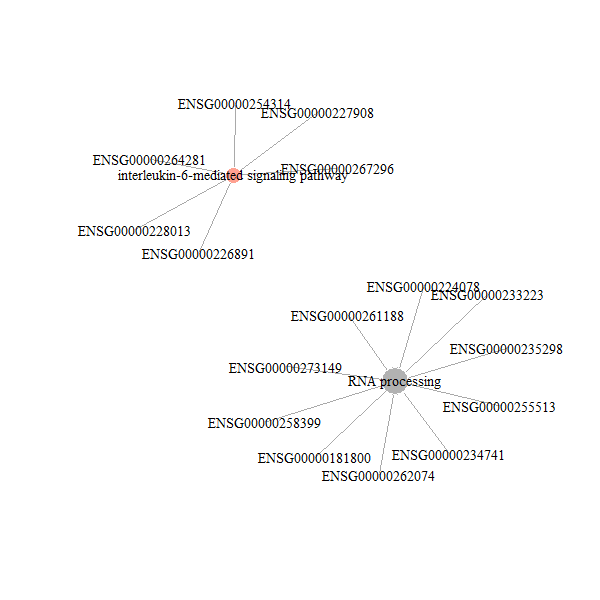 ENSG00000254314
ENSG00000227908
ENSG00000264281
ENSG00000267296
interleukin-6-mediated signaling pathway
ENSG00000228013
ENSG00000226891
ENSG00000224078
ENSG00000233223
ENSG00000261188
ENSG00000235298
ENSG00000273149
RNA processing
ENSG00000255513
ENSG00000258399
ENSG00000234741
ENSG00000181800
ENSG00000262074